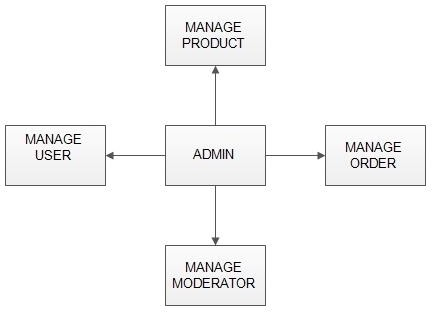 MANAGE
PRODUCT
MANAGE
USER
ADMIN
MANAGE
ORDER
MANAGE
MODERATOR